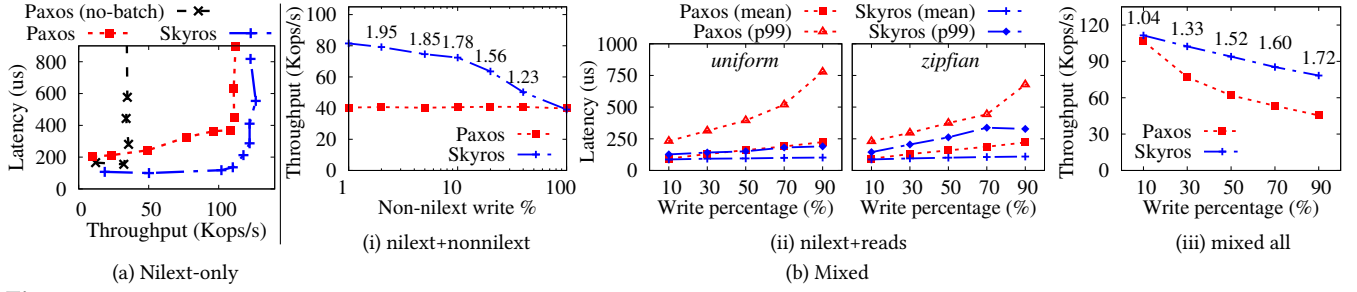 Paxos (no-batch)
Paxos
Skyros
Latency (us)
1000
800
600
400
200
0
0 50 100
Throughput (Kops/s)
(a) Nilext-only
Throughput (Kops/s)
100
80
60
40
20
0
1.95
1.85
1.78
1.56
1.23
Paxos
Skyros
1 10 100
Non-nilext write %
(i) nilext+nonnilext
Paxos (mean)
Paxos (p99)
Skyros (mean)
Skyros (p99)
Latency (us)
1000
750
500
250
0
uniform
zipfian
10 30 50 70 90
Write percentage (%)
10 30 50 70 90
Write percentage (%)
(ii) nilext+reads
(b) Mixed
Throughput (Kops/s)
120
90
60
30
0
1.04
1.33
1.52
1.60
1.72
Paxos
Skyros
10 30 50 70 90
Write percentage (%)
(iii) mixed all